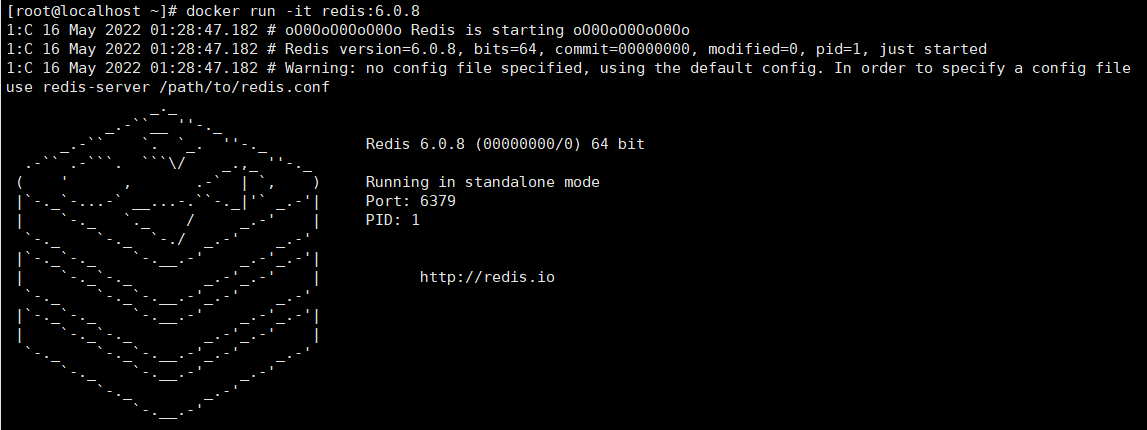 [root@localhost ~]# docker run -it redis:6.0.8
1:C 16 May 2022 01:28:47.182 # oO0OoO0OoO0Oo Redis is starting oO0OoO0OoO0Oo
1:C 16 May 2022 01:28:47.182 # Redis version=6.0.8, bits=64, commit=00000000, modified=0, pid=1, just started
1:C 16 May 2022 01:28:47.182 # Warning: no config file specified, using the default config. In order to specify a config file
use redis-server /path/to/redis.conf
Redis 6.0.8 (00000000/0) 64 bit
Running in standalone mode
Port: 6379
PID: 1
http://redis.io